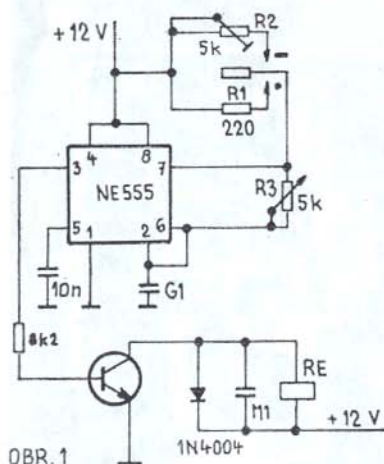 +12 V
R2
5k
−
R1
220
3
4
8
7
NE555
R3
5k
5
1
2
6
10n
G1
8k2
M1
RE
1N4004
+12 V
OBR. 1